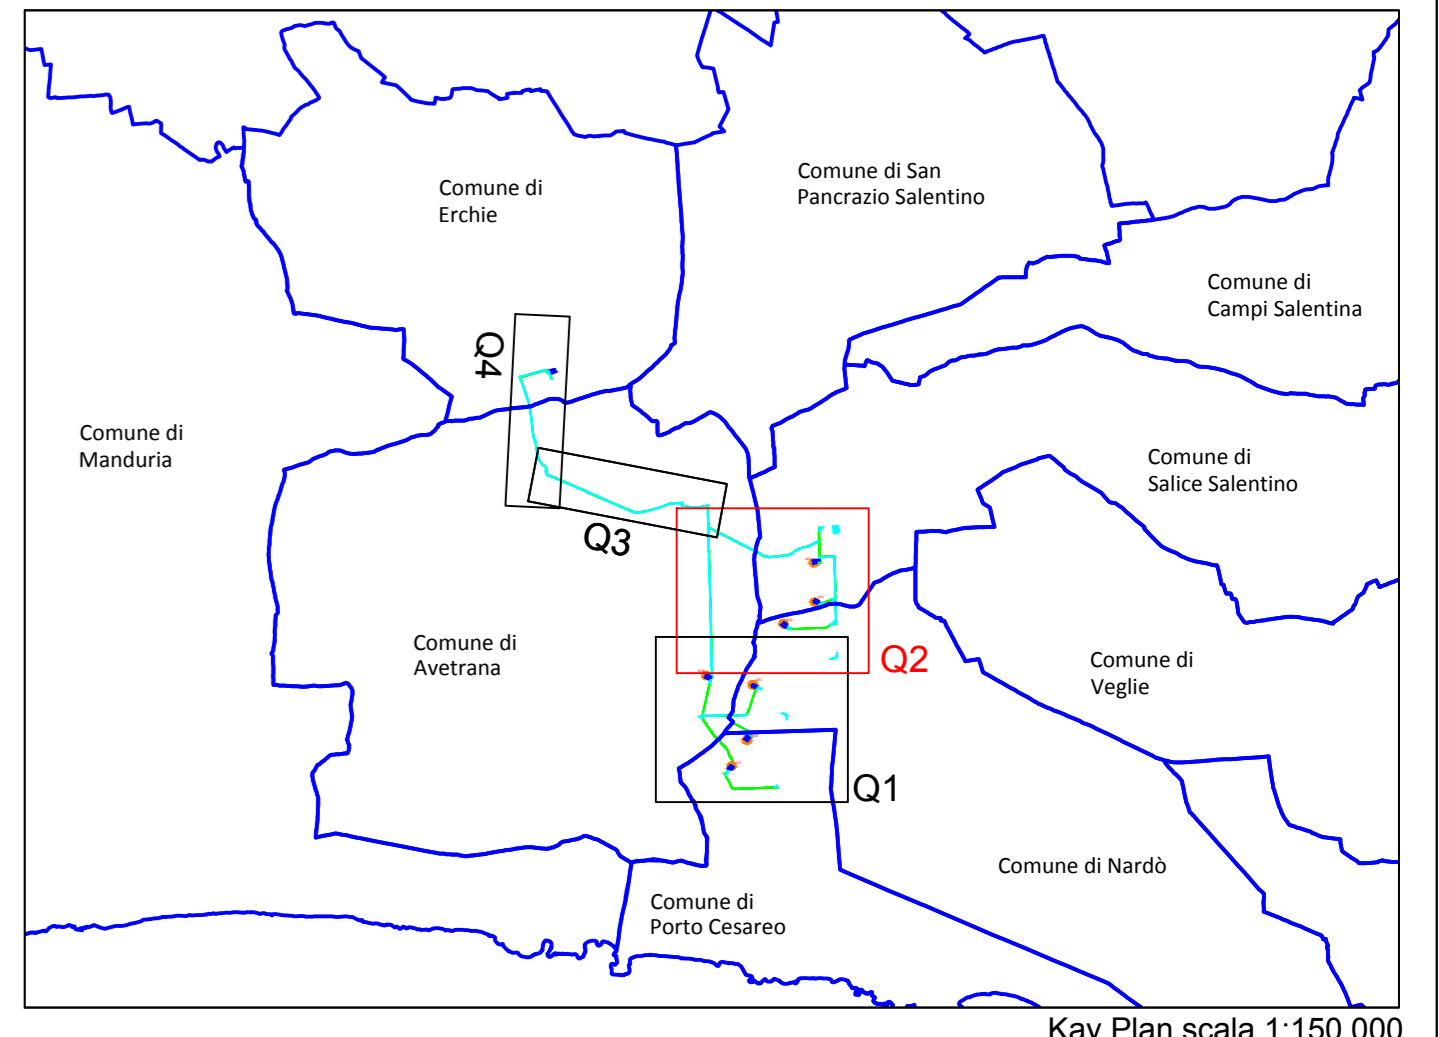 Comune di San
Pancrazio Salentino
Comune di
Erchie
Comune di
Campi Salentina
Q4
Comune di
Manduria
Comune di
Salice Salentino
Q3
Comune di
Avetrana
Q2
Comune di
Veglie
Q1
Comune di Nardò
Comune di
Porto Cesareo
Kay Plan scala 1:150.000